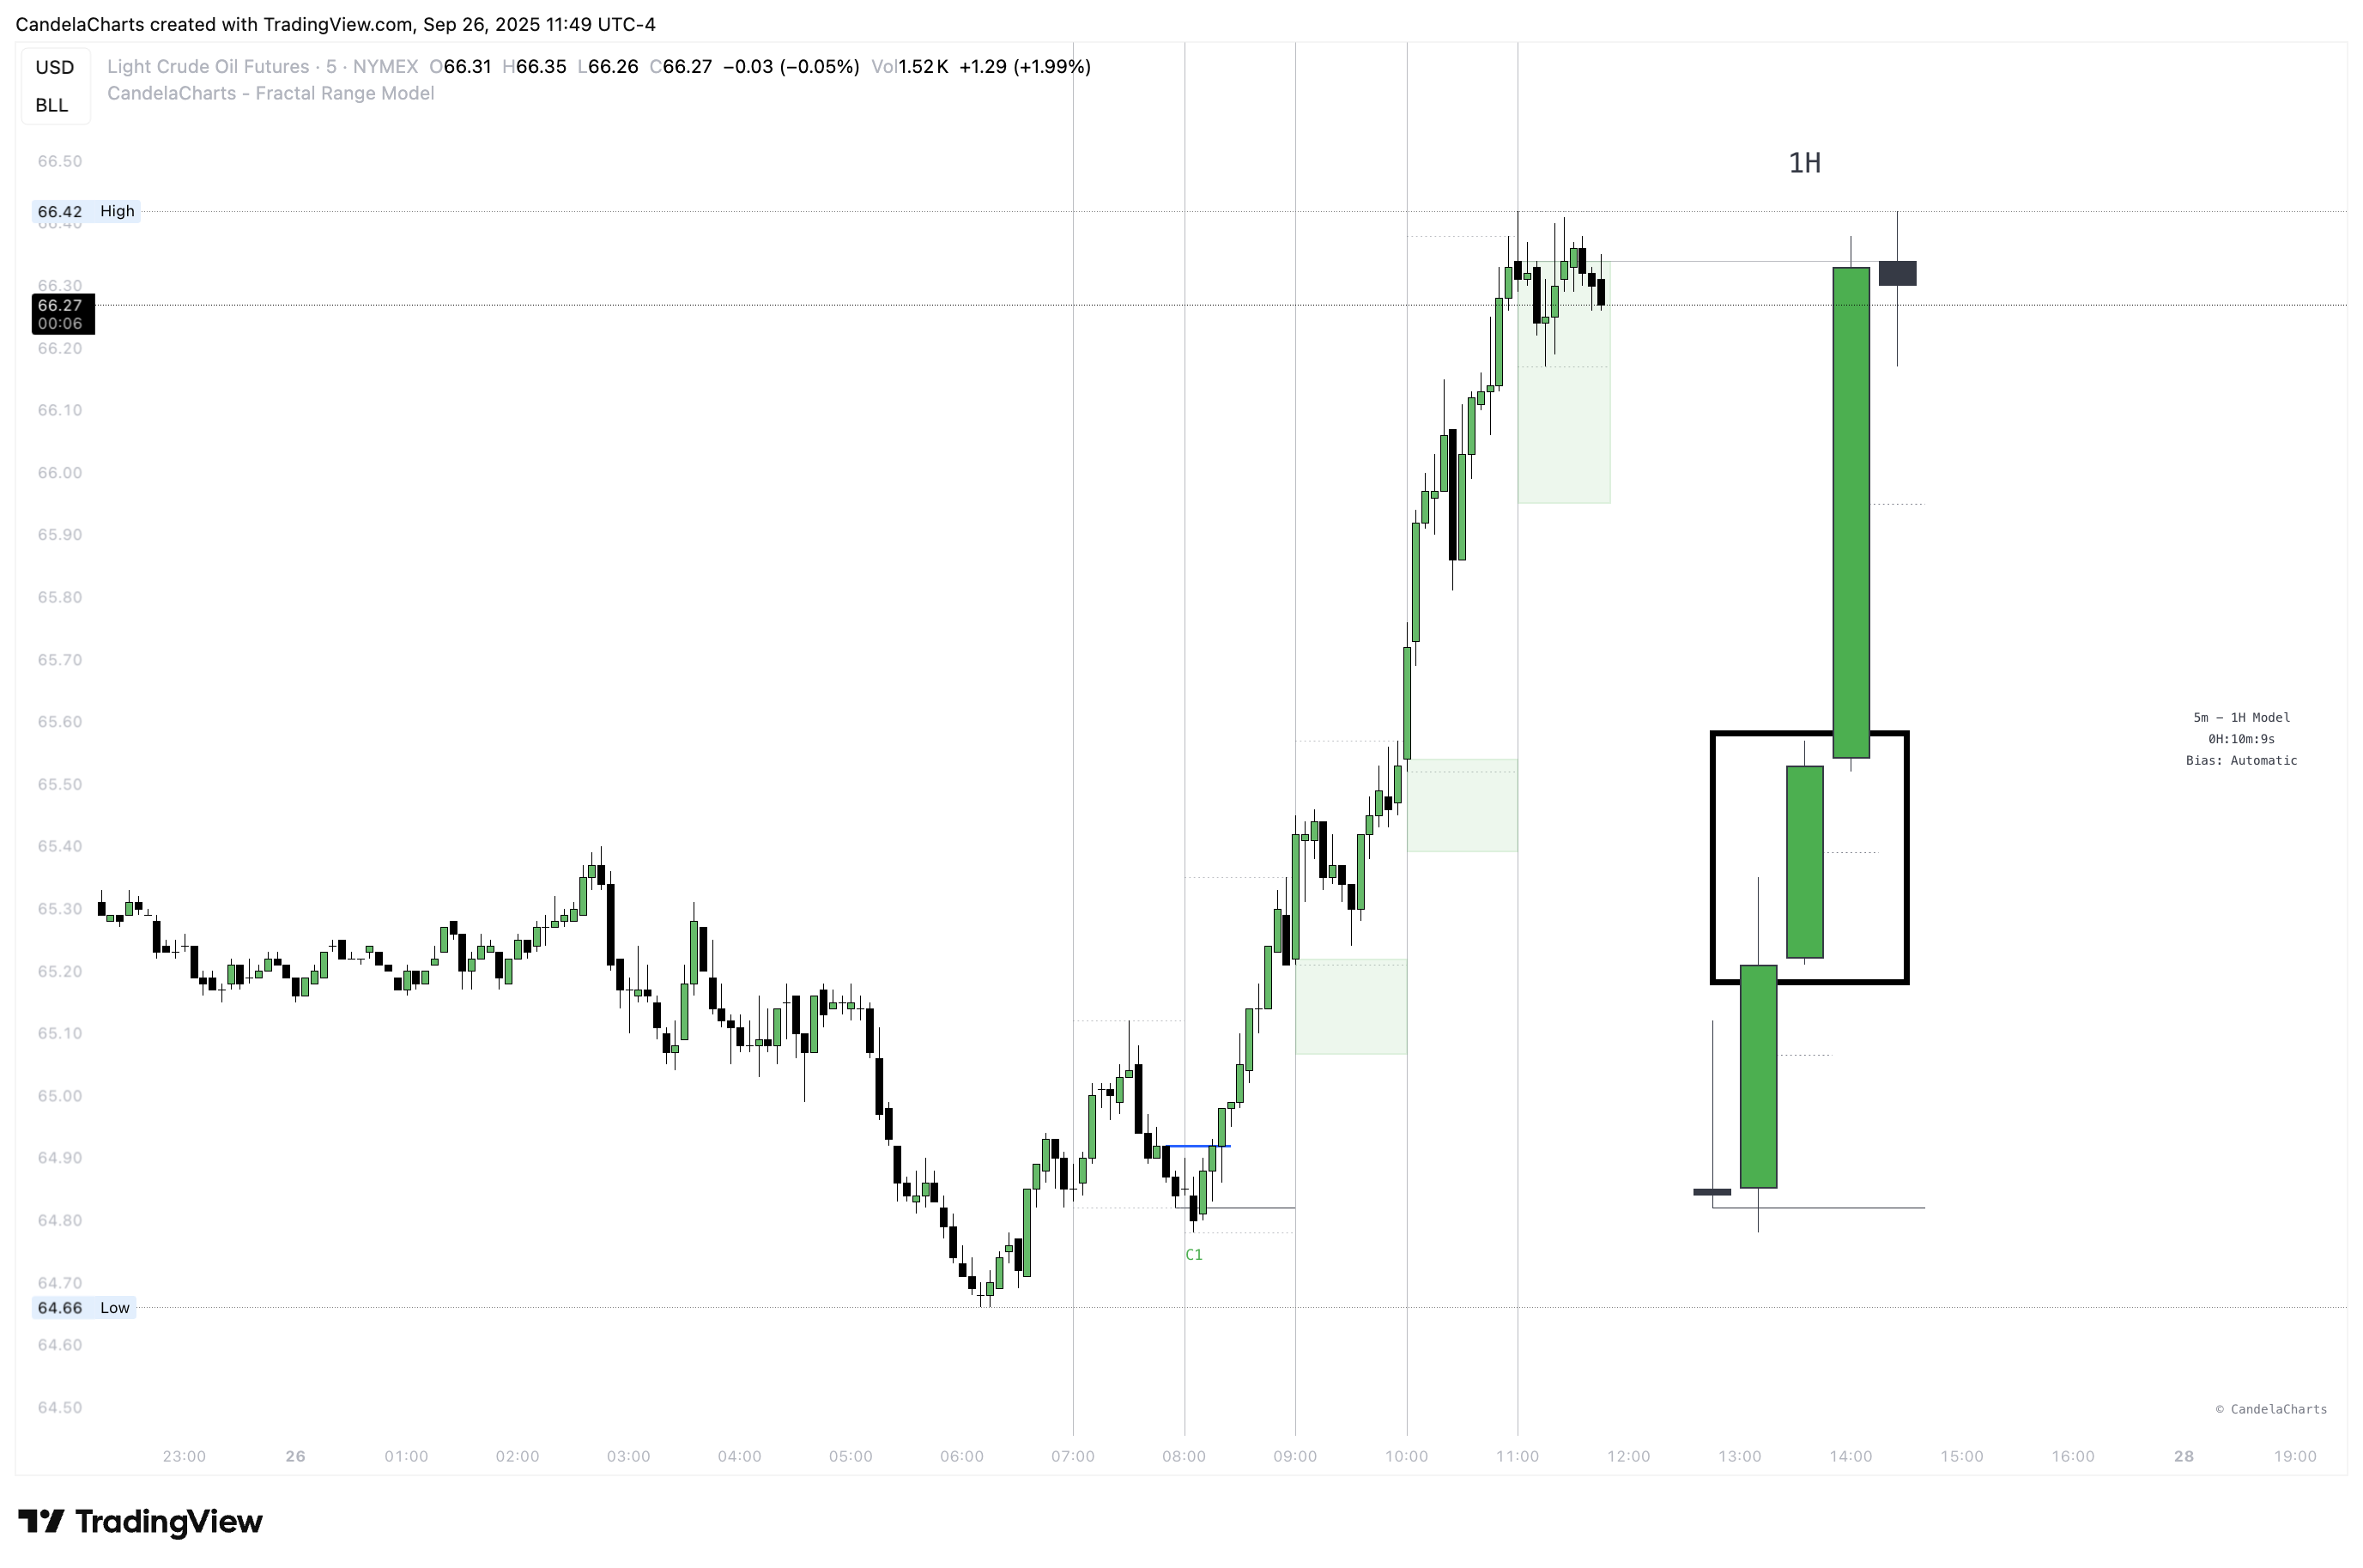 CandelaCharts created with TradingView.com, Sep 26, 2025 11:49 UTC-4
USD
BLL
Light Crude Oil Futures · 5 · NYMEX O66.31 H66.35 L66.26 C66.27 −0.03 (−0.05%) Vol1.52 K +1.29 (+1.99%)
CandelaCharts - Fractal Range Model
1H
66.50
66.42 High
66.40
66.30
66.27
00:06
66.20
66.10
66.00
65.90
65.80
65.70
65.60
65.50
65.40
65.30
65.20
65.10
65.00
64.90
64.80
64.70
64.66 Low
64.60
64.50
5m – 1H Model
0H:10m:9s
Bias: Automatic
C1
© CandelaCharts
23:00 26 01:00 02:00 03:00 04:00 05:00 06:00 07:00 08:00 09:00 10:00 11:00 12:00 13:00 14:00 15:00 16:00 28 19:00
TradingView